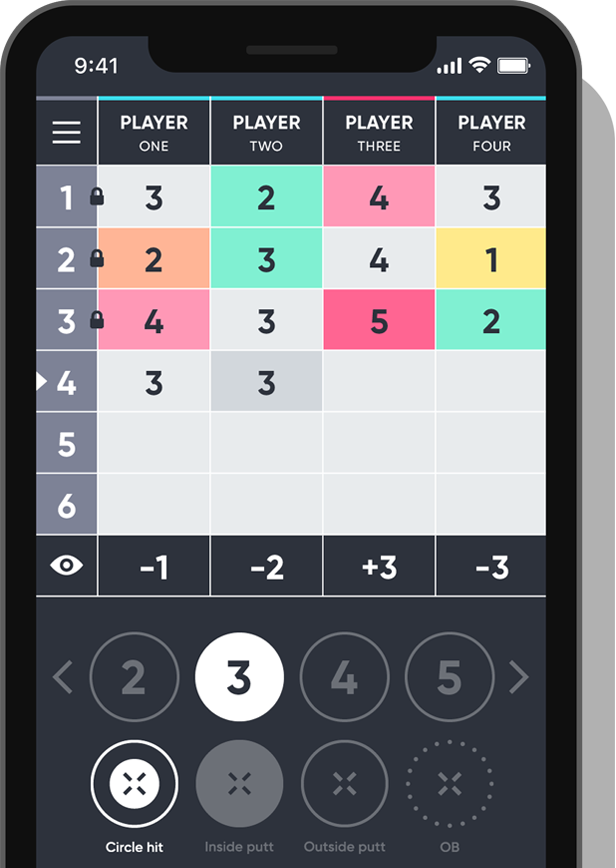 9:41
PLAYER PLAYER PLAYER PLAYER
ONE TWO THREE FOUR
1 3 2 4 3
2 2 3 4 1
3 4 3 5 2
4 3 3
5
6
-1 -2 +3 -3
2 3 4 5
Circle hit Inside putt Outside putt OB